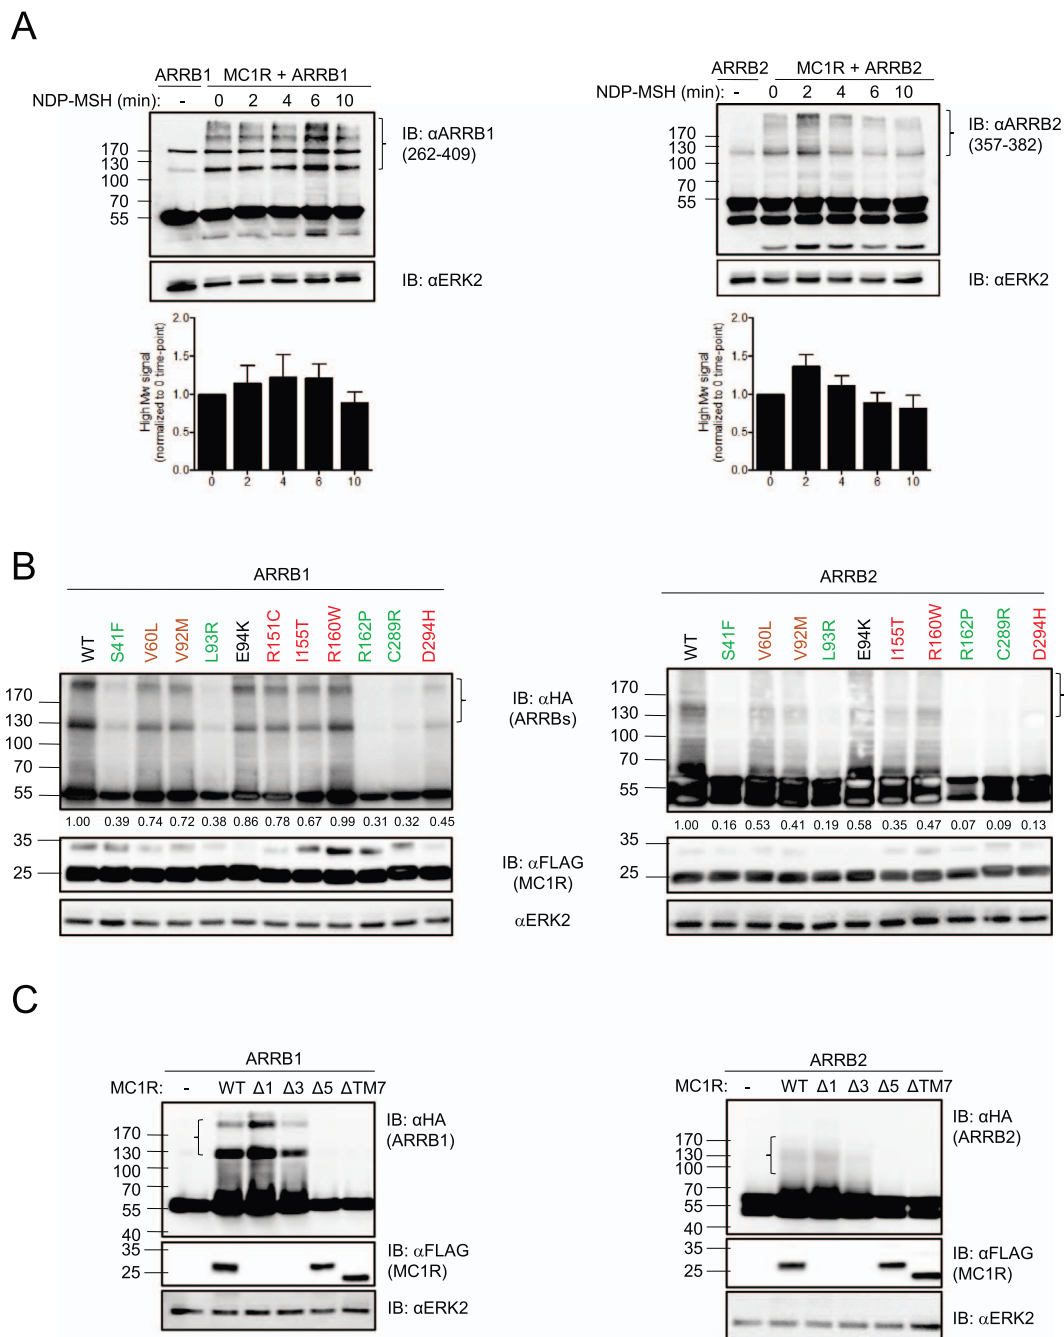 A
ARRB1 MC1R + ARRB1
NDP-MSH (min): - 0 2 4 6 10
170
130
100
70
55
IB: αARRB1
(262-409)
IB: αERK2
High Mw signal
(normalized to 0 time-point)
2.0
1.5
1.0
0.5
0.0
0 2 4 6 10
ARRB2 MC1R + ARRB2
NDP-MSH (min): - 0 2 4 6 10
170
130
100
70
55
IB: αARRB2
(357-382)
IB: αERK2
High Mw signal
(normalized to 0 time-point)
2.0
1.5
1.0
0.5
0.0
0 2 4 6 10
B
ARRB1
WT S41F V60L V92M L93R E94K R151C I155T R160W R162P C289R D294H
170
130
100
70
55
1.00 0.39 0.74 0.72 0.38 0.86 0.78 0.67 0.99 0.31 0.32 0.45
35
25
IB: αHA
(ARRBs)
IB: αFLAG
(MC1R)
αERK2
ARRB2
WT S41F V60L V92M L93R E94K I155T R160W R162P C289R D294H
170
130
100
70
55
1.00 0.16 0.53 0.41 0.19 0.58 0.35 0.47 0.07 0.09 0.13
35
25
C
ARRB1
MC1R: - WT Δ1 Δ3 Δ5 ΔTM7
170
130
100
70
55
40
35
25
IB: αHA
(ARRB1)
IB: αFLAG
(MC1R)
IB: αERK2
ARRB2
MC1R: - WT Δ1 Δ3 Δ5 ΔTM7
170
130
100
70
55
40
35
25
IB: αHA
(ARRB2)
IB: αFLAG
(MC1R)
IB: αERK2